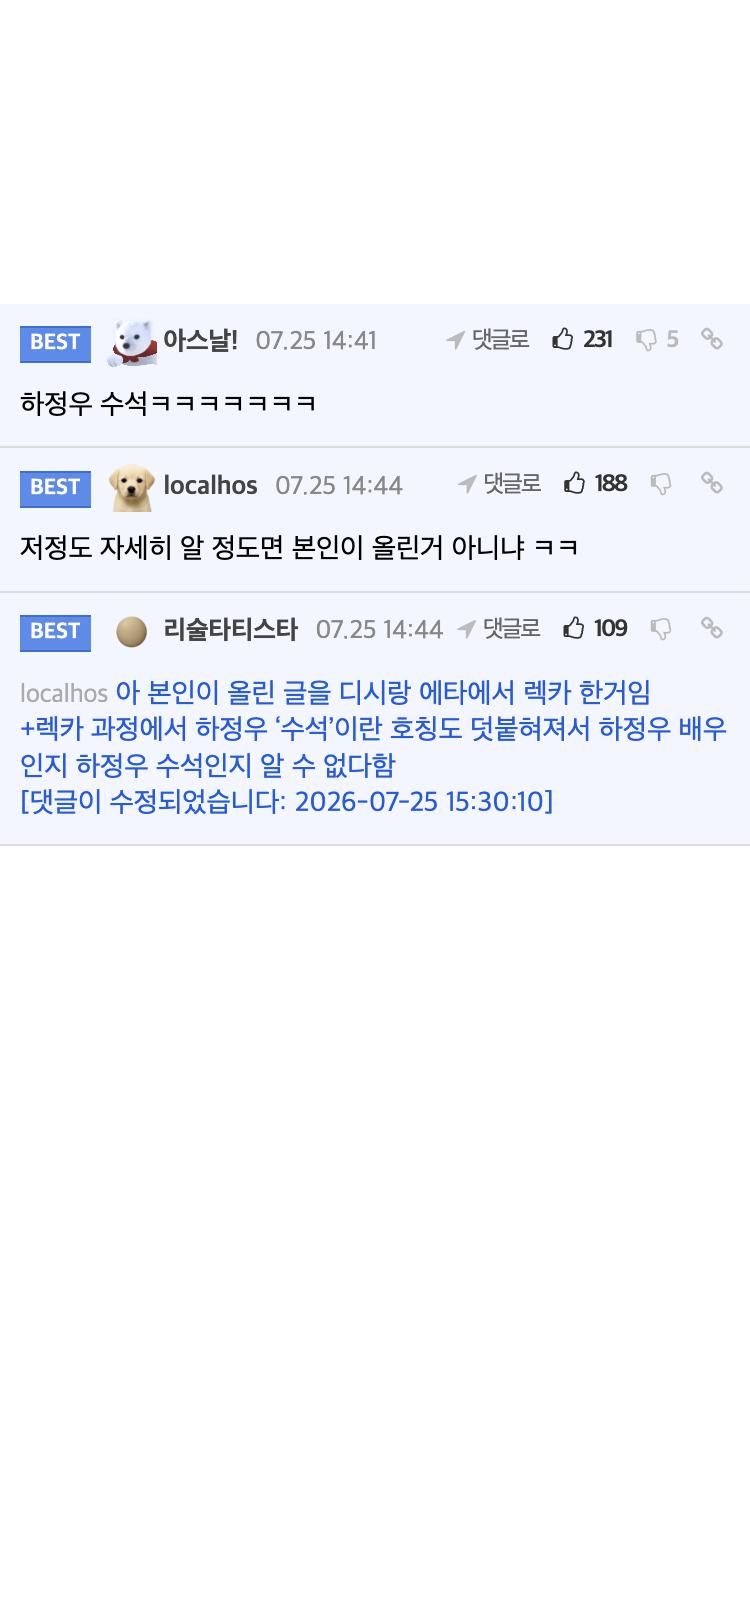 BEST 아스날! 07.25 14:41 댓글로 231 5
하정우 수석ㅋㅋㅋㅋㅋㅋㅋ
BEST localhos 07.25 14:44 댓글로 188
저정도 자세히 알 정도면 본인이 올린거 아니냐 ㅋㅋ
BEST 리술타티스타 07.25 14:44 댓글로 109
localhos 아 본인이 올린 글을 디시랑 에타에서 렉카 한거임
+렉카 과정에서 하정우 ‘수석’이란 호칭도 덧붙혀져서 하정우 배우
인지 하정우 수석인지 알 수 없다함
[댓글이 수정되었습니다: 2026-07-25 15:30:10]